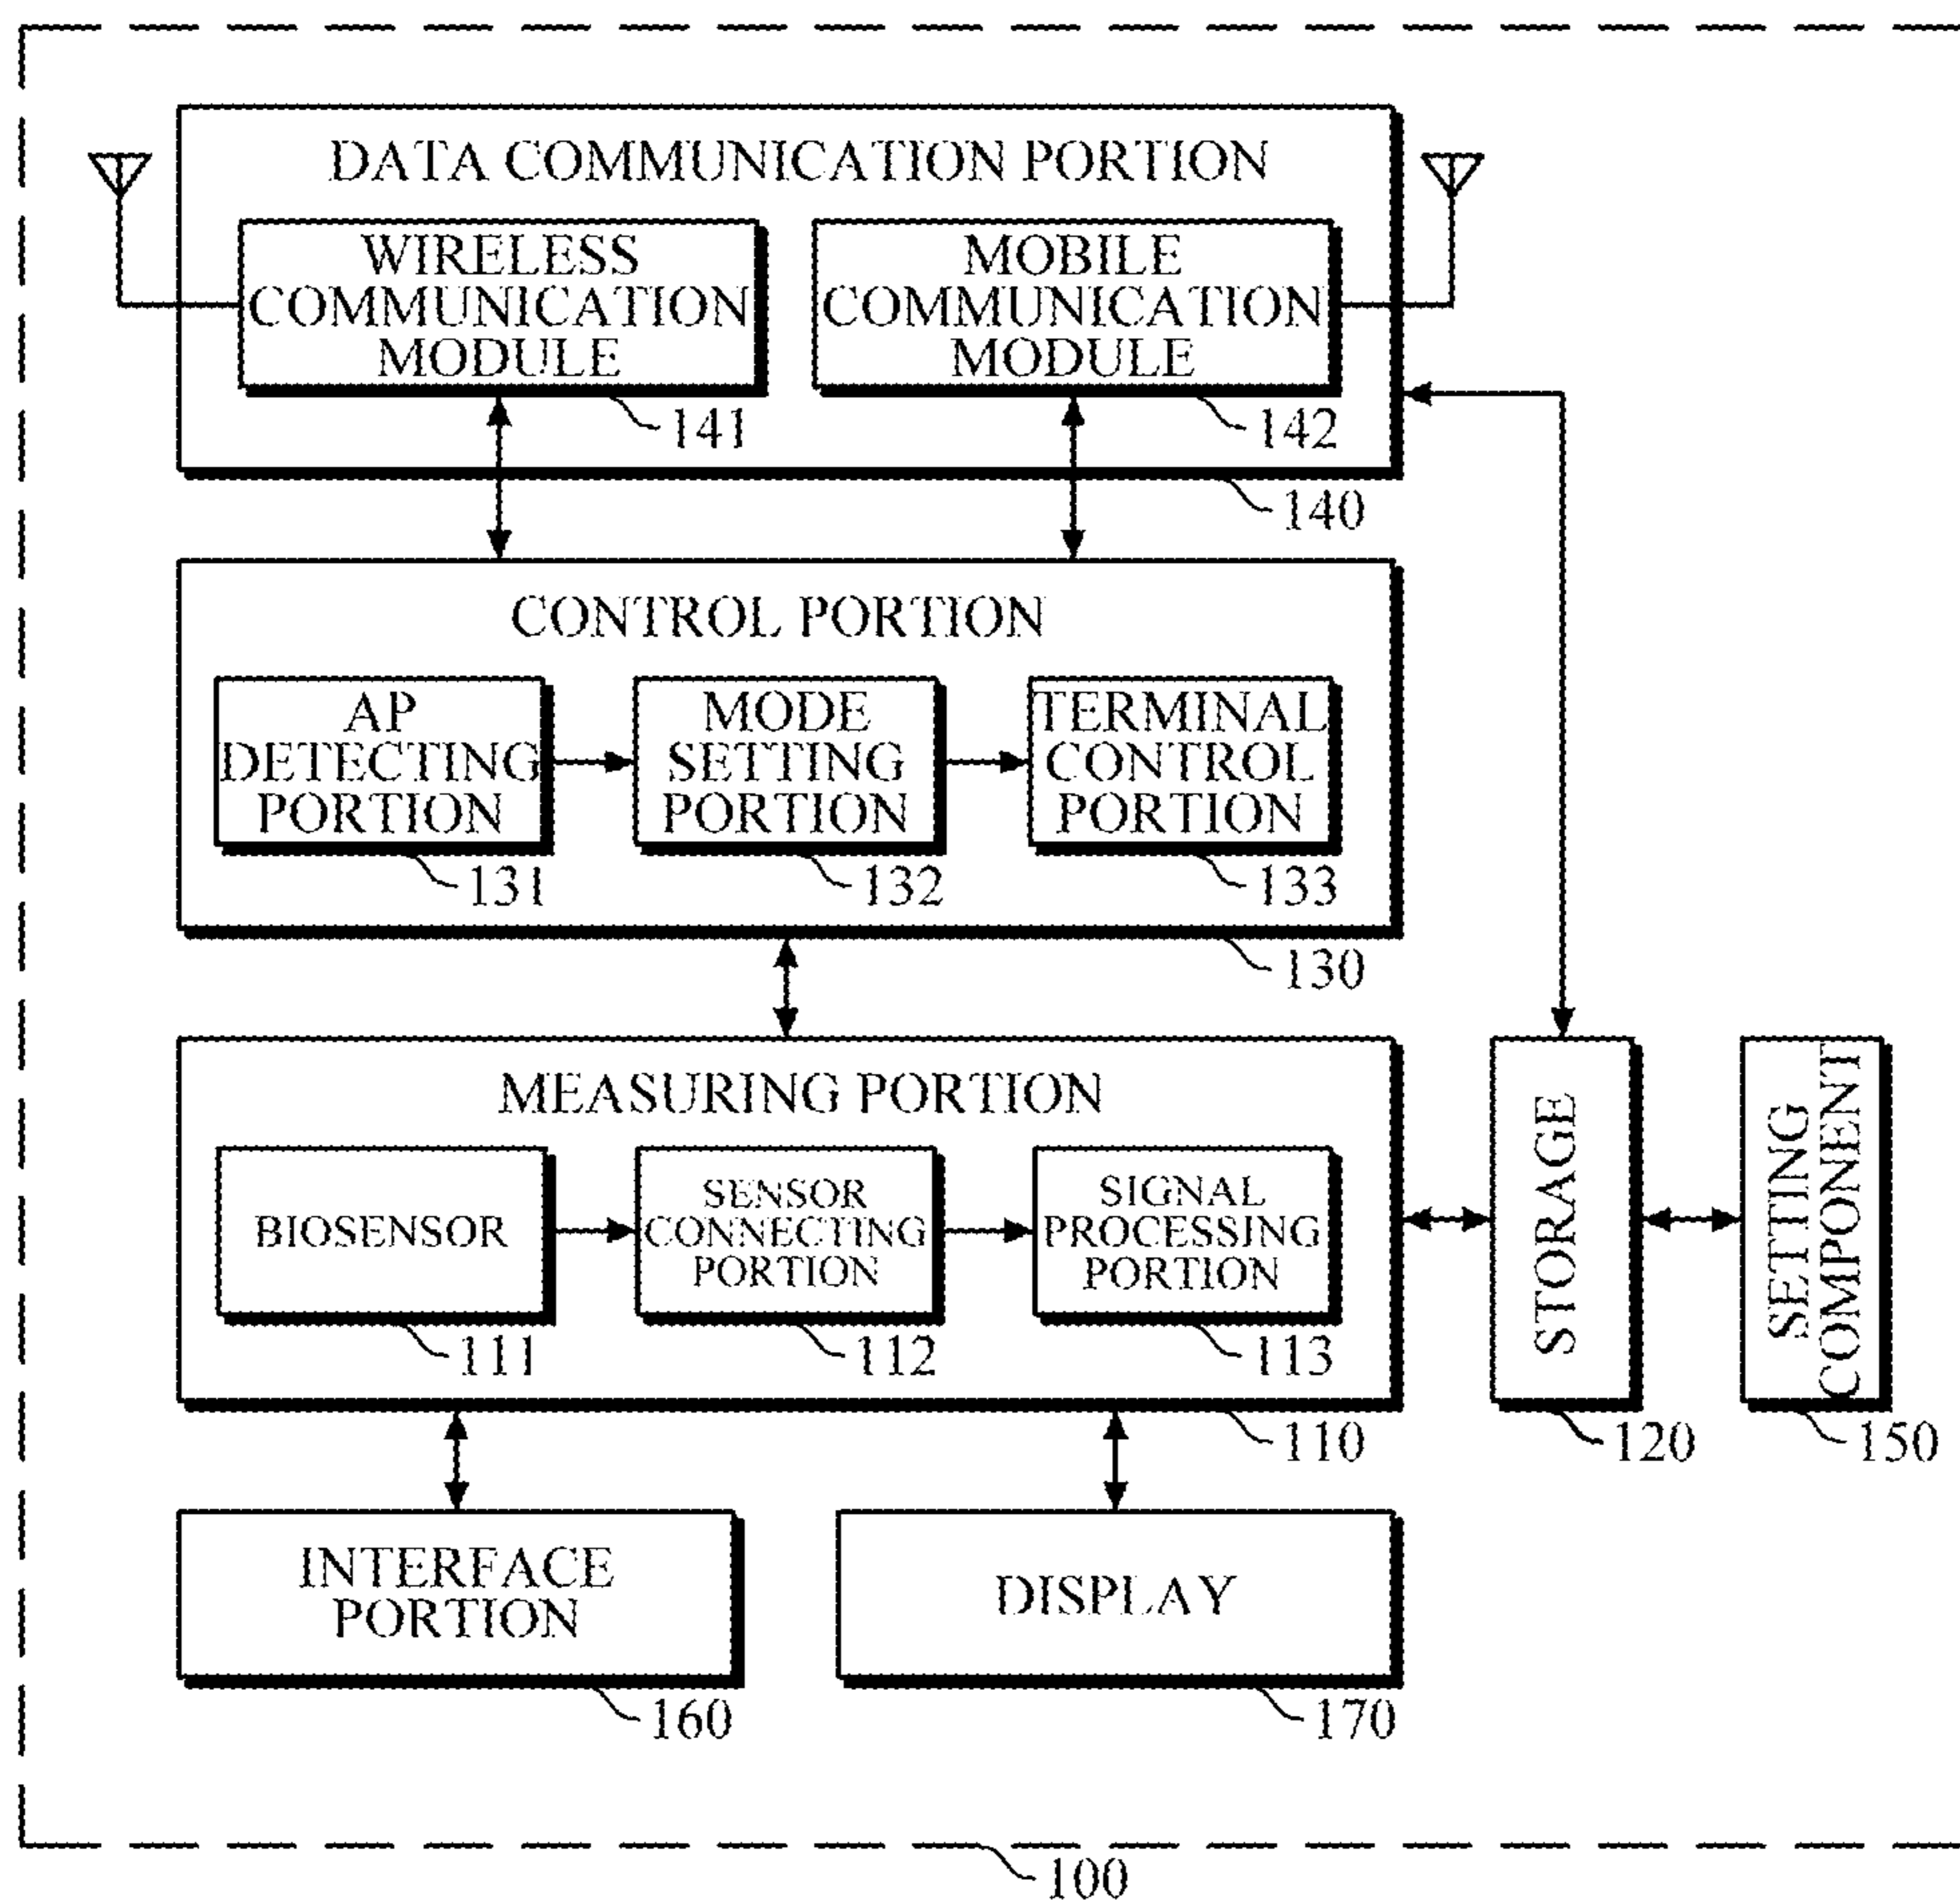 DATA COMMUNICATION PORTION
WIRELESS
COMMUNICATION
MODULE
141
MOBILE
COMMUNICATION
MODULE
142
140
CONTROL PORTION
AP
DETECTING
PORTION
131
MODE
SETTING
PORTION
132
TERMINAL
CONTROL
PORTION
133
130
MEASURING PORTION
BIOSENSOR
111
SENSOR
CONNECTING
PORTION
112
SIGNAL
PROCESSING
PORTION
113
110
STORAGE
120
SETTING
COMPONENT
150
INTERFACE
PORTION
160
DISPLAY
170
100